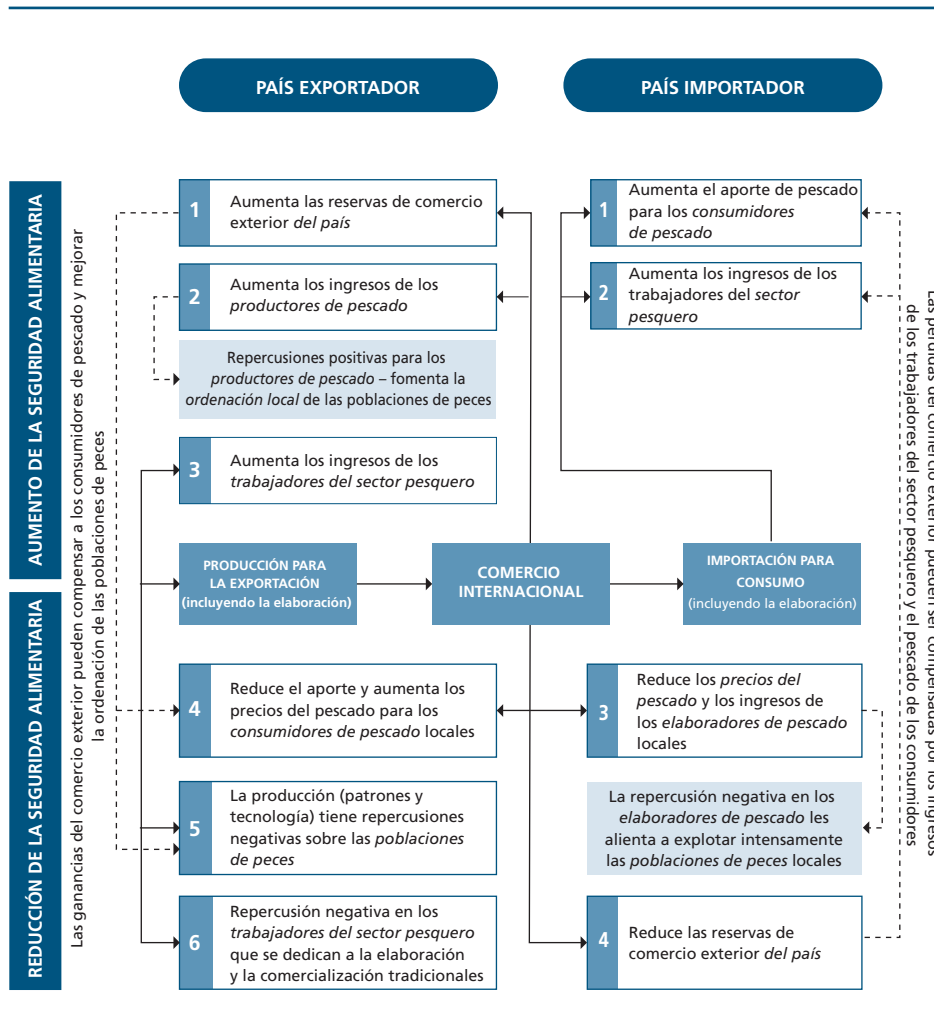 PAÍS EXPORTADOR
PAÍS IMPORTADOR
AUMENTO DE LA SEGURIDAD ALIMENTARIA
REDUCCIÓN DE LA SEGURIDAD ALIMENTARIA
Las ganancias del comercio exterior pueden compensar a los consumidores de pescado y mejorar
la ordenación de las poblaciones de peces
1
Aumenta las reservas de comercio
exterior del país
2
Aumenta los ingresos de los
productores de pescado
Repercusiones positivas para los
productores de pescado – fomenta la
ordenación local de las poblaciones de peces
3
Aumenta los ingresos de los
trabajadores del sector pesquero
PRODUCCIÓN PARA
LA EXPORTACIÓN
(incluyendo la elaboración)
COMERCIO
INTERNACIONAL
IMPORTACIÓN PARA
CONSUMO
(incluyendo la elaboración)
4
Reduce el aporte y aumenta los
precios del pescado para los
consumidores de pescado locales
5
La producción (patrones y
tecnología) tiene repercusiones
negativas sobre las poblaciones
de peces
6
Repercusión negativa en los
trabajadores del sector pesquero
que se dedican a la elaboración
y la comercialización tradicionales
1
Aumenta el aporte de pescado
para los consumidores
de pescado
2
Aumenta los ingresos de los
trabajadores del sector
pesquero
3
Reduce los precios del
pescado y los ingresos de
los elaboradores de pescado
locales
La repercusión negativa en los
elaboradores de pescado les
alienta a explotar intensamente
las poblaciones de peces locales
4
Reduce las reservas de
comercio exterior del país
Las pérdidas del comercio exterior pueden ser compensadas por los ingresos
de los trabajadores del sector pesquero y el pescado de los consumidores